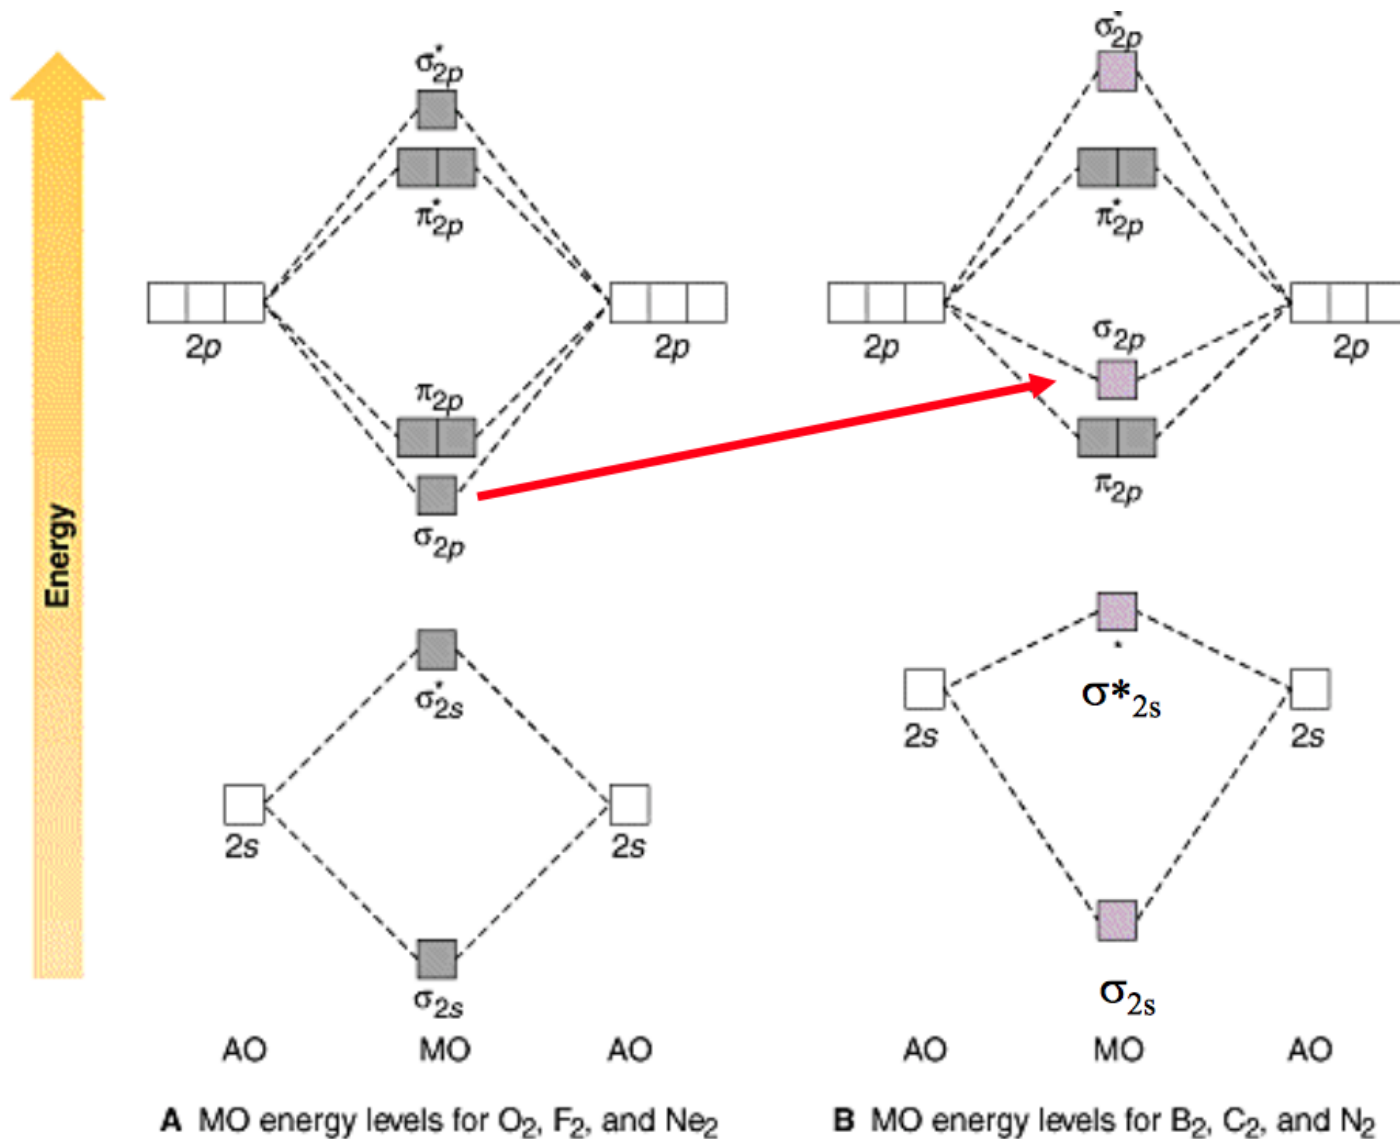 σ*2p
π*2p
2p
2p
π2p
σ2p
σ*2s
2s
2s
σ2s
AO
MO
AO
A MO energy levels for O2, F2, and Ne2
Energy
σ*2p
π*2p
σ2p
2p
2p
π2p
*
σ*2s
2s
2s
σ2s
AO
MO
AO
B MO energy levels for B2, C2, and N2